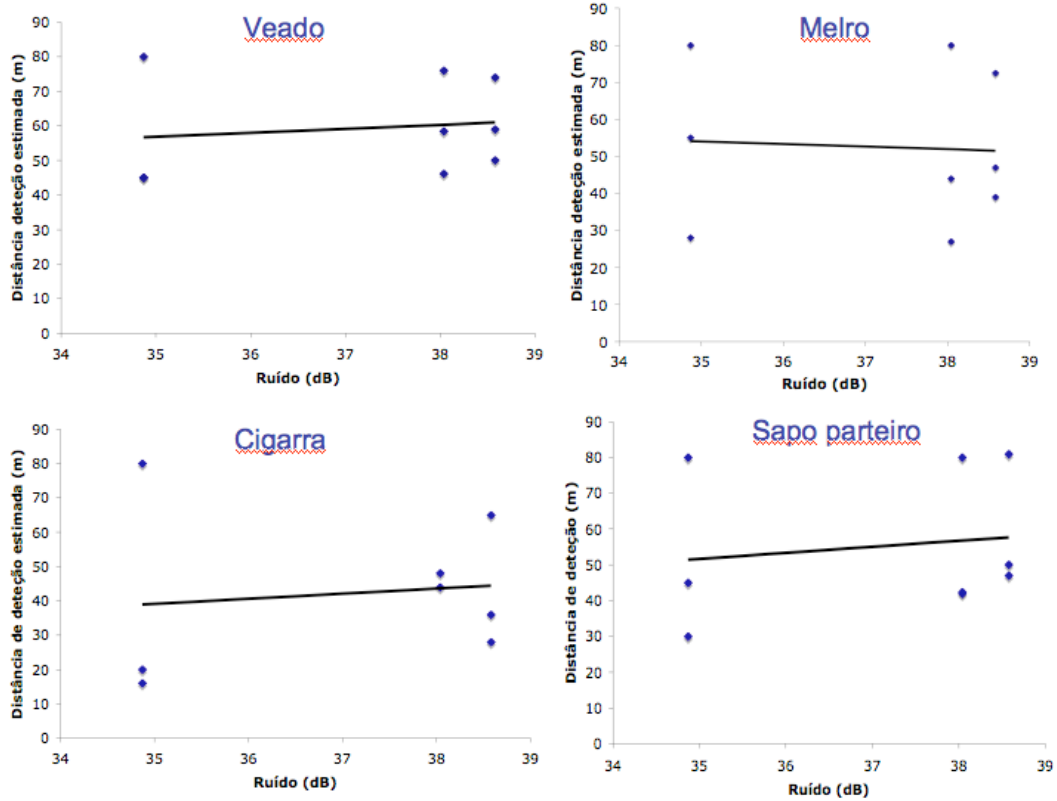 Veado
Distância deteção estimada (m)
90
80
70
60
50
40
30
20
10
0
34 35 36 37 38 39
Ruído (dB)
Melro
Distância deteção estimada (m)
90
80
70
60
50
40
30
20
10
0
34 35 36 37 38 39
Ruído (dB)
Cigarra
Distância de deteção estimada (m)
90
80
70
60
50
40
30
20
10
0
34 35 36 37 38 39
Ruído (dB)
Sapo parteiro
Distância de deteção (m)
90
80
70
60
50
40
30
20
10
0
34 35 36 37 38 39
Ruído (dB)